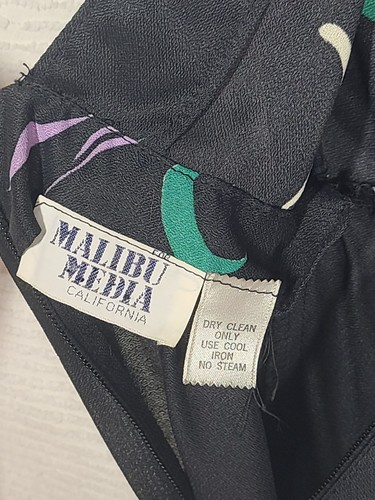 MALIBU
MEDIA
CALIFORNIA
DRY CLEAN
ONLY
USE COOL
IRON
NO STEAM